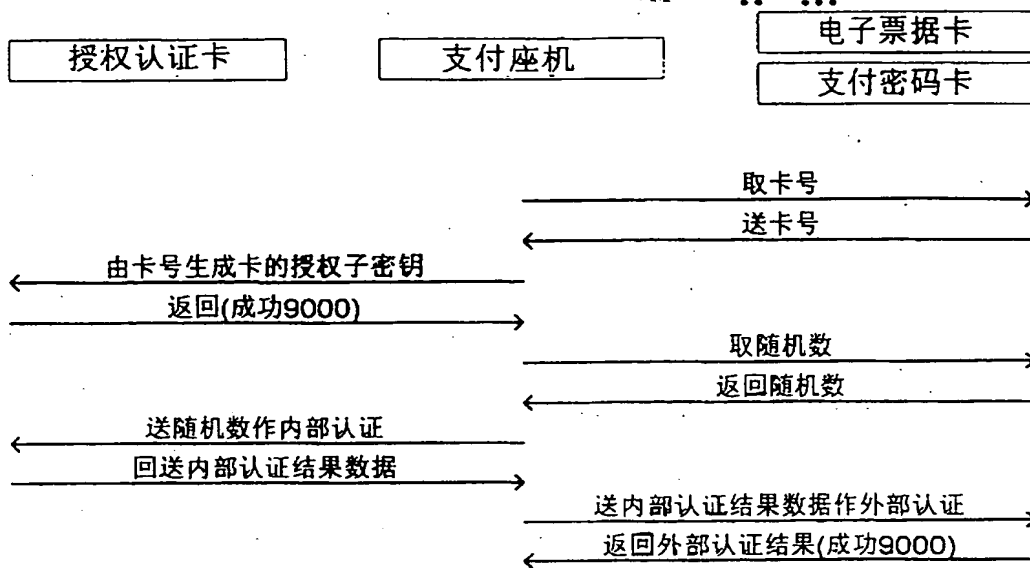 授权认证卡
支付座机
电子票据卡
支付密码卡
取卡号
送卡号
由卡号生成卡的授权子密钥
返回(成功9000)
取随机数
返回随机数
送随机数作内部认证
回送内部认证结果数据
送内部认证结果数据作外部认证
返回外部认证结果(成功9000)